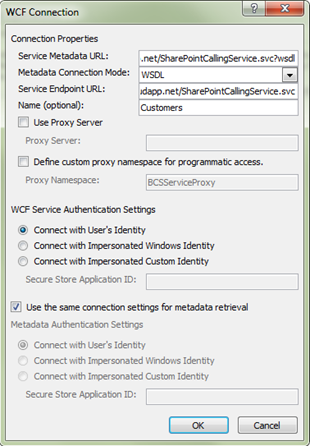 WCF Connection
Connection Properties
Service Metadata URL: .net/SharePointCallingService.svc?wsdl
Metadata Connection Mode: WSDL
Service Endpoint URL: udapp.net/SharePointCallingService.svc
Name (optional): Customers
Use Proxy Server
Proxy Server:
Define custom proxy namespace for programmatic access.
Proxy Namespace: BCSServiceProxy
WCF Service Authentication Settings
Connect with User's Identity
Connect with Impersonated Windows Identity
Connect with Impersonated Custom Identity
Secure Store Application ID:
Use the same connection settings for metadata retrieval
Metadata Authentication Settings
Connect with User's Identity
Connect with Impersonated Windows Identity
Connect with Impersonated Custom Identity
Secure Store Application ID:
OK Cancel